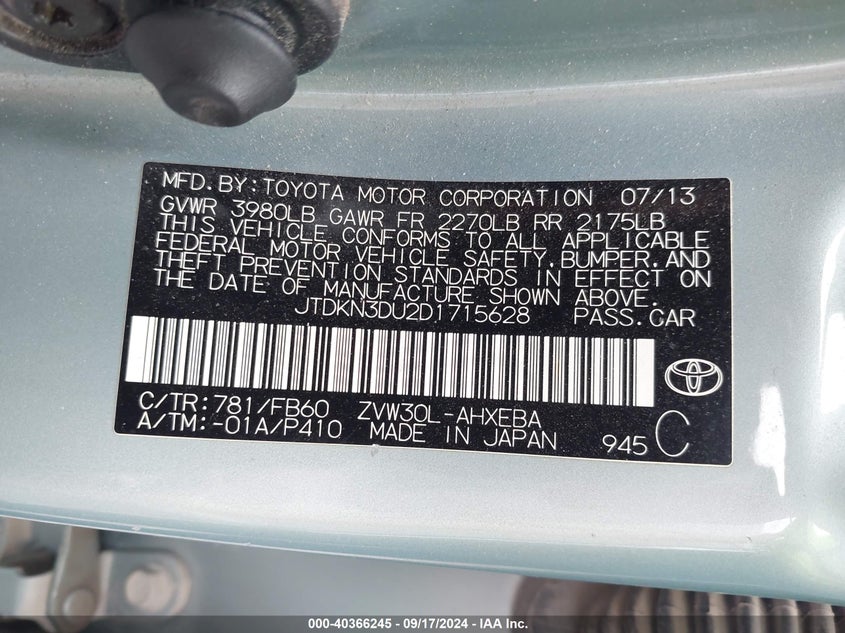 MFD.BY:TOYOTA MOTOR CORPORATION 07/13
GVWR 3980LB GAWR FR 2270LB RR 2175LB
THIS VEHICLE CONFORMS TO ALL APPLICABLE
FEDERAL MOTOR VEHICLE SAFETY.BUMPER.AND
THEFT PREVENTION STANDARDS IN EFFECT ON
THE DATE OF MANUFACTURE SHOWN ABOVE.
JTDKN3DU2D1715628 PASS.CAR
C/TR:781/FB60 ZVW30L-AHXEBA
A/TM:-01A/P410 MADE IN JAPAN 945 C
000-40366245 - 09/17/2024 - IAA Inc.